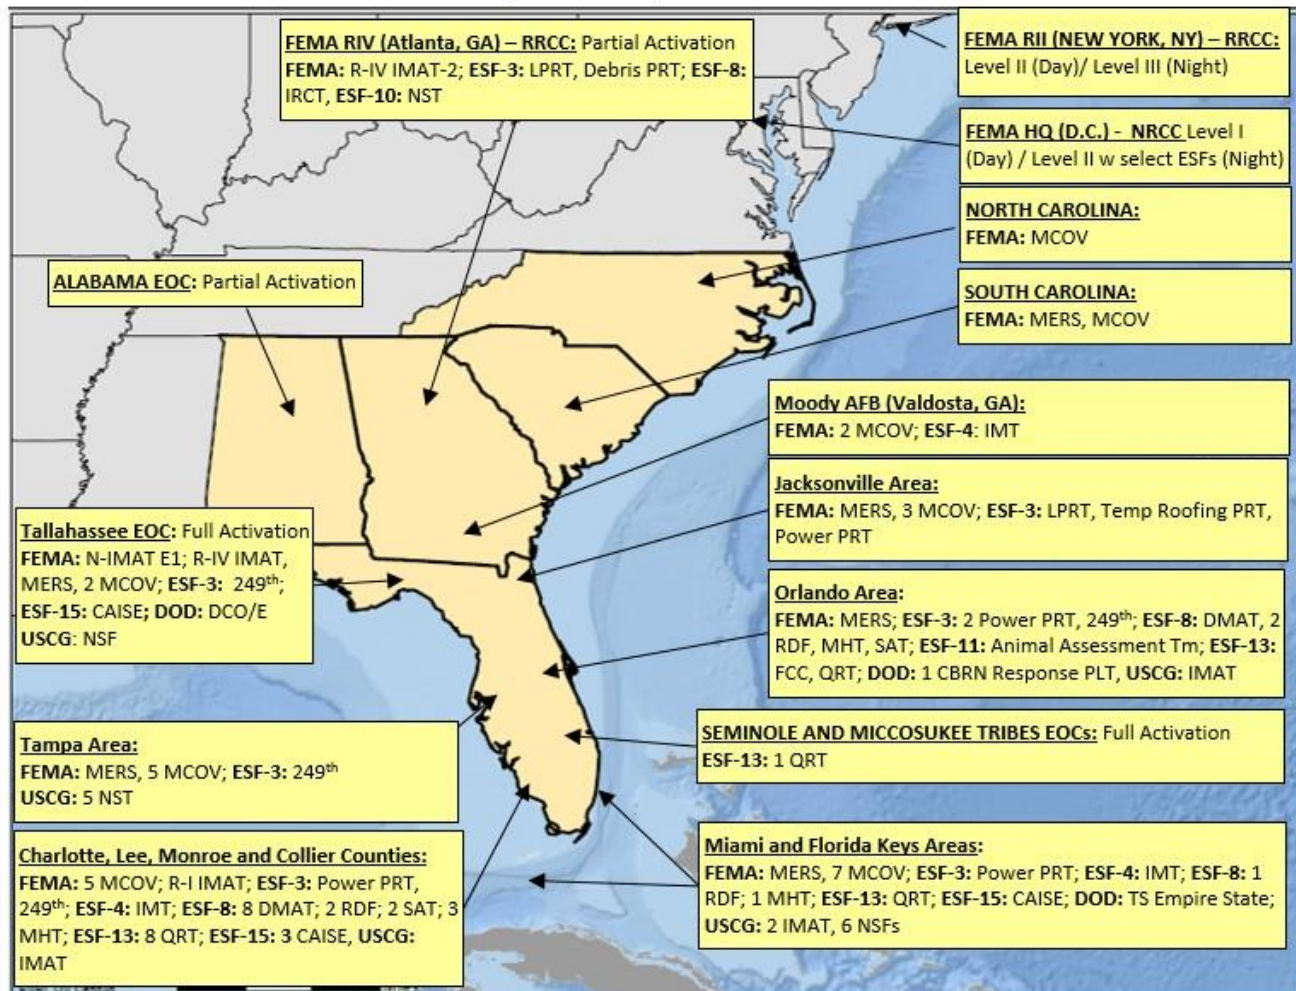 FEMA RIV (Atlanta, GA) – RRCC: Partial Activation
FEMA: R-IV IMAT-2; ESF-3: LPRT, Debris PRT; ESF-8:
IRCT, ESF-10: NST
FEMA RII (NEW YORK, NY) – RRCC:
Level II (Day)/ Level III (Night)
FEMA HQ (D.C.) - NRCC Level I
(Day) / Level II w select ESFs (Night)
NORTH CAROLINA:
FEMA: MCOV
ALABAMA EOC: Partial Activation
SOUTH CAROLINA:
FEMA: MERS, MCOV
Moody AFB (Valdosta, GA):
FEMA: 2 MCOV; ESF-4: IMT
Jacksonville Area:
FEMA: MERS, 3 MCOV; ESF-3: LPRT, Temp Roofing PRT,
Power PRT
Tallahassee EOC: Full Activation
FEMA: N-IMAT E1; R-IV IMAT,
MERS, 2 MCOV; ESF-3: 249th;
ESF-15: CAISE; DOD: DCO/E
USCG: NSF
Orlando Area:
FEMA: MERS; ESF-3: 2 Power PRT, 249th; ESF-8: DMAT, 2
RDF, MHT, SAT; ESF-11: Animal Assessment Tm; ESF-13:
FCC, QRT; DOD: 1 CBRN Response PLT, USCG: IMAT
SEMINOLE AND MICCOSUKEE TRIBES EOCs: Full Activation
ESF-13: 1 QRT
Tampa Area:
FEMA: MERS, 5 MCOV; ESF-3: 249th
USCG: 5 NST
Charlotte, Lee, Monroe and Collier Counties:
FEMA: 5 MCOV; R-I IMAT; ESF-3: Power PRT,
249th; ESF-4: IMT; ESF-8: 8 DMAT; 2 RDF; 2 SAT; 3
MHT; ESF-13: 8 QRT; ESF-15: 3 CAISE, USCG:
IMAT
Miami and Florida Keys Areas:
FEMA: MERS, 7 MCOV; ESF-3: Power PRT; ESF-4: IMT; ESF-8: 1
RDF; 1 MHT; ESF-13: QRT; ESF-15: CAISE; DOD: TS Empire State;
USCG: 2 IMAT, 6 NSFs